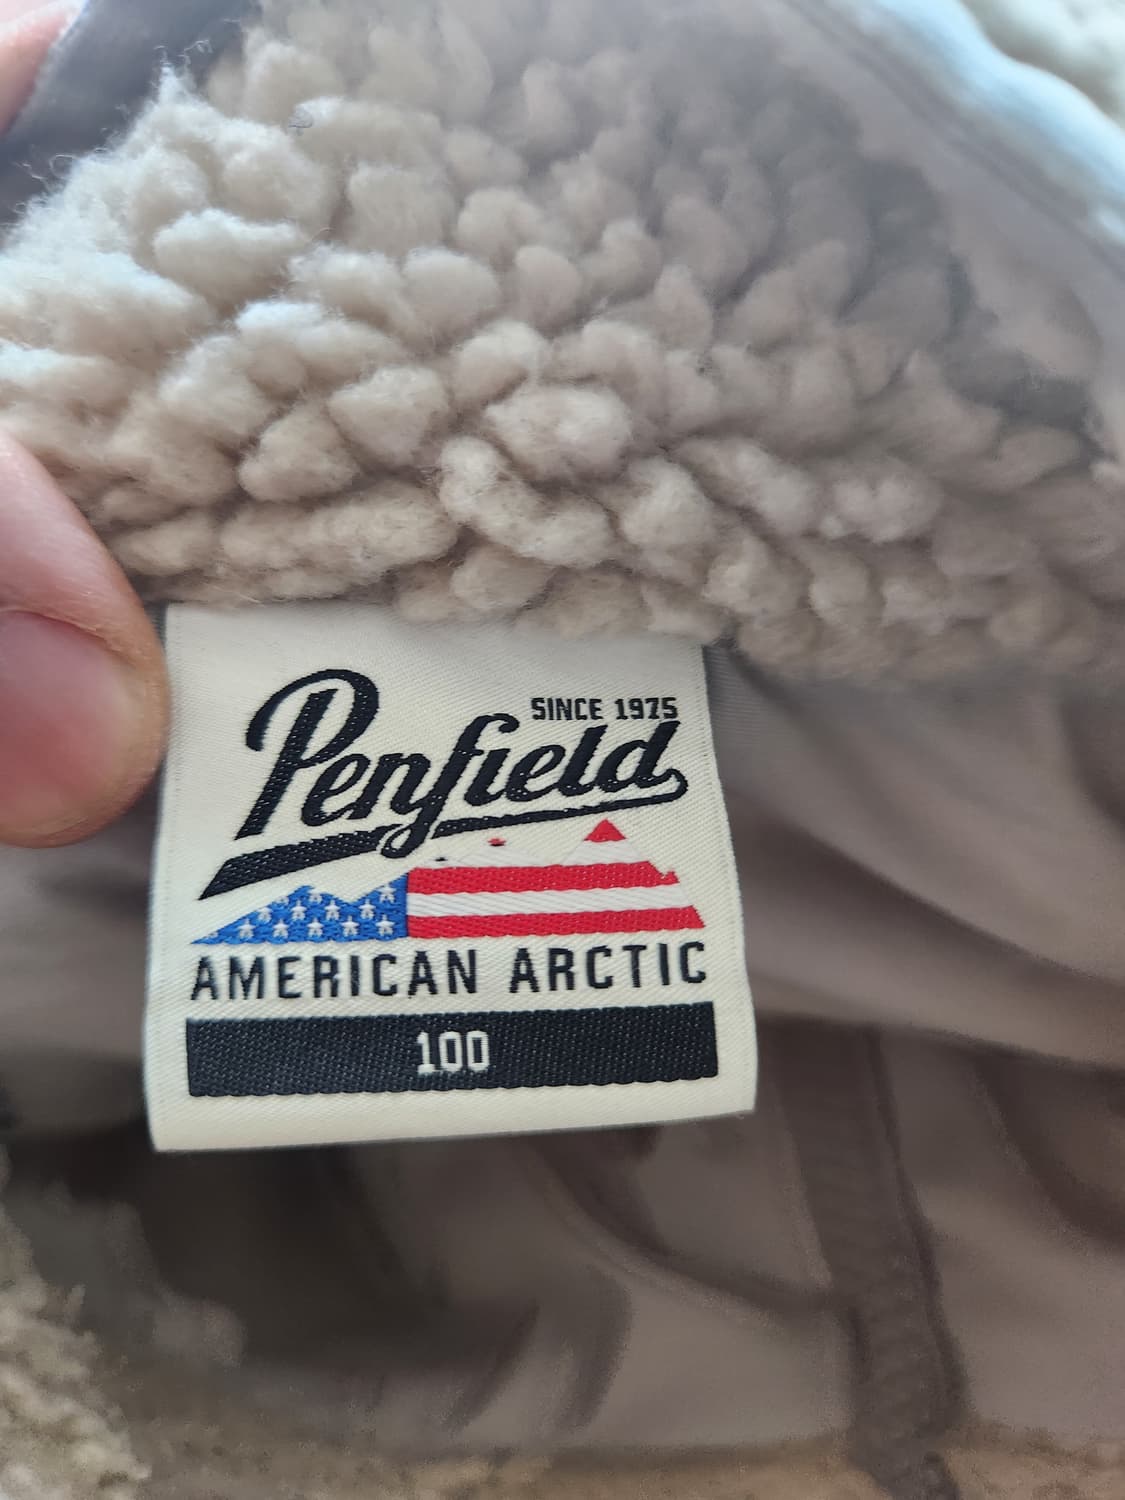 SINCE 1975
Penfield
AMERICAN ARCTIC
100